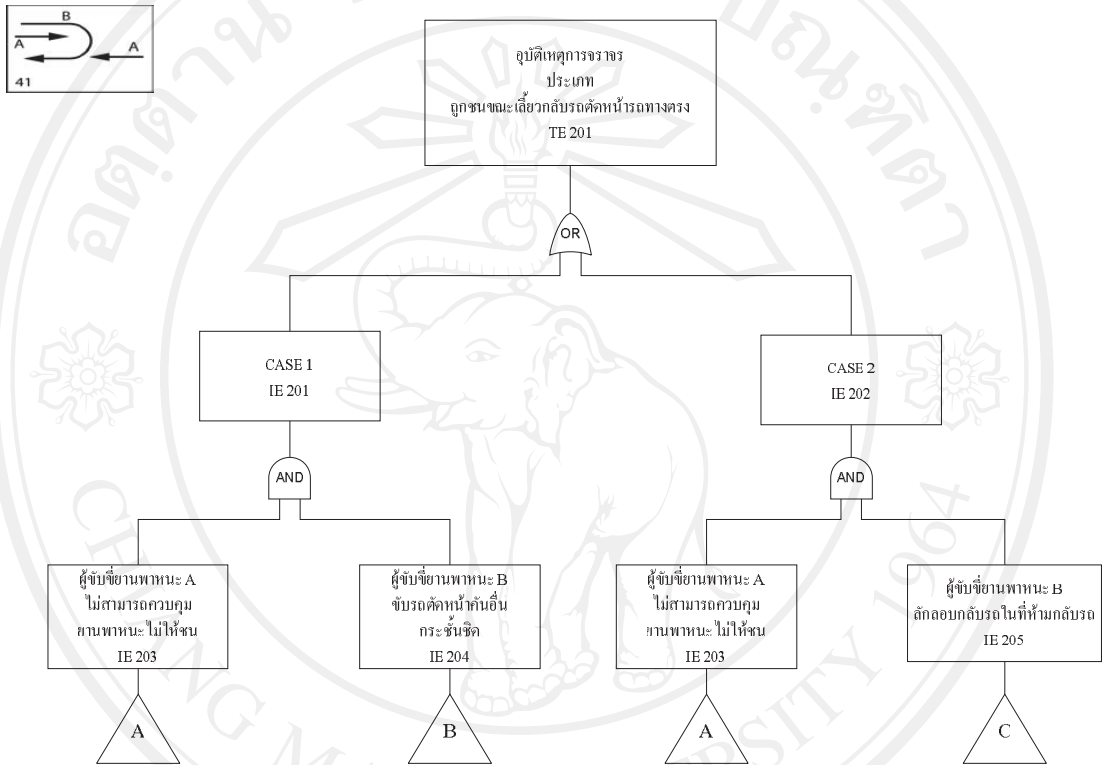 B
A
A
41
อุบัติเหตุการจราจร
ประเภท
ถูกชนขณะเลี้ยวกลับรถตัดหน้ารถทางตรง
TE 201
OR
CASE 1
IE 201
CASE 2
IE 202
AND
AND
ผู้ขับขี่ยานพาหนะ A
ไม่สามารถควบคุม
ยานพาหนะไม่ให้ชน
IE 203
ผู้ขับขี่ยานพาหนะ B
ขับรถตัดหน้าคันอื่น
กระชั้นชิด
IE 204
ผู้ขับขี่ยานพาหนะ A
ไม่สามารถควบคุม
ยานพาหนะไม่ให้ชน
IE 203
ผู้ขับขี่ยานพาหนะ B
ลักลอบกลับรถในที่ห้ามกลับรถ
IE 205
A
B
A
C